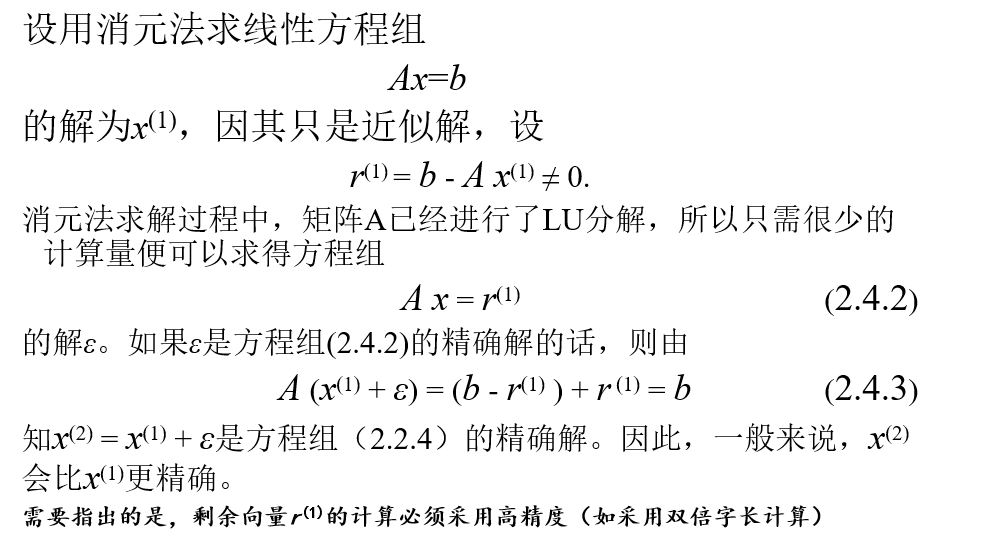 设用消元法求线性方程组
Ax=b
的解为x⁽¹⁾，因其只是近似解，设
r⁽¹⁾ = b - A x⁽¹⁾ ≠ 0.
消元法求解过程中，矩阵A已经进行了LU分解，所以只需很少的
计算量便可以求得方程组
A x = r⁽¹⁾ (2.4.2)
的解ε。如果ε是方程组(2.4.2)的精确解的话，则由
A (x⁽¹⁾ + ε) = (b - r⁽¹⁾ ) + r ⁽¹⁾ = b (2.4.3)
知x⁽²⁾ = x⁽¹⁾ + ε是方程组（2.2.4）的精确解。因此，一般来说，x⁽²⁾
会比x⁽¹⁾更精确。
需要指出的是，剩余向量r⁽¹⁾的计算必须采用高精度（如采用双倍字长计算）